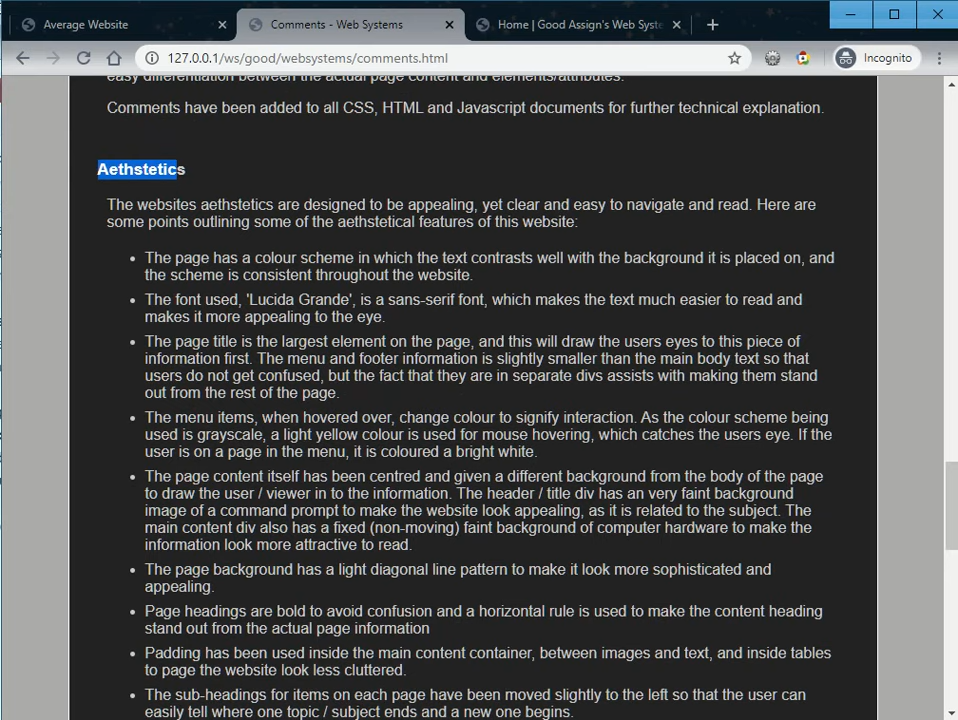 Average Website
Comments - Web Systems
Home | Good Assign's Web Syste
127.0.0.1/ws/good/websystems/comments.html
Incognito
easy differentiation between the actual page content and elements/attributes.
Comments have been added to all CSS, HTML and Javascript documents for further technical explanation.
Aethstetics
The websites aethstetics are designed to be appealing, yet clear and easy to navigate and read. Here are
some points outlining some of the aethstetical features of this website:
• The page has a colour scheme in which the text contrasts well with the background it is placed on, and
the scheme is consistent throughout the website.
• The font used, 'Lucida Grande', is a sans-serif font, which makes the text much easier to read and
makes it more appealing to the eye.
• The page title is the largest element on the page, and this will draw the users eyes to this piece of
information first. The menu and footer information is slightly smaller than the main body text so that
users do not get confused, but the fact that they are in separate divs assists with making them stand
out from the rest of the page.
• The menu items, when hovered over, change colour to signify interaction. As the colour scheme being
used is grayscale, a light yellow colour is used for mouse hovering, which catches the users eye. If the
user is on a page in the menu, it is coloured a bright white.
• The page content itself has been centred and given a different background from the body of the page
to draw the user / viewer in to the information. The header / title div has an very faint background
image of a command prompt to make the website look appealing, as it is related to the subject. The
main content div also has a fixed (non-moving) faint background of computer hardware to make the
information look more attractive to read.
• The page background has a light diagonal line pattern to make it look more sophisticated and
appealing.
• Page headings are bold to avoid confusion and a horizontal rule is used to make the content heading
stand out from the actual page information
• Padding has been used inside the main content container, between images and text, and inside tables
to page the website look less cluttered.
• The sub-headings for items on each page have been moved slightly to the left so that the user can
easily tell where one topic / subject ends and a new one begins.